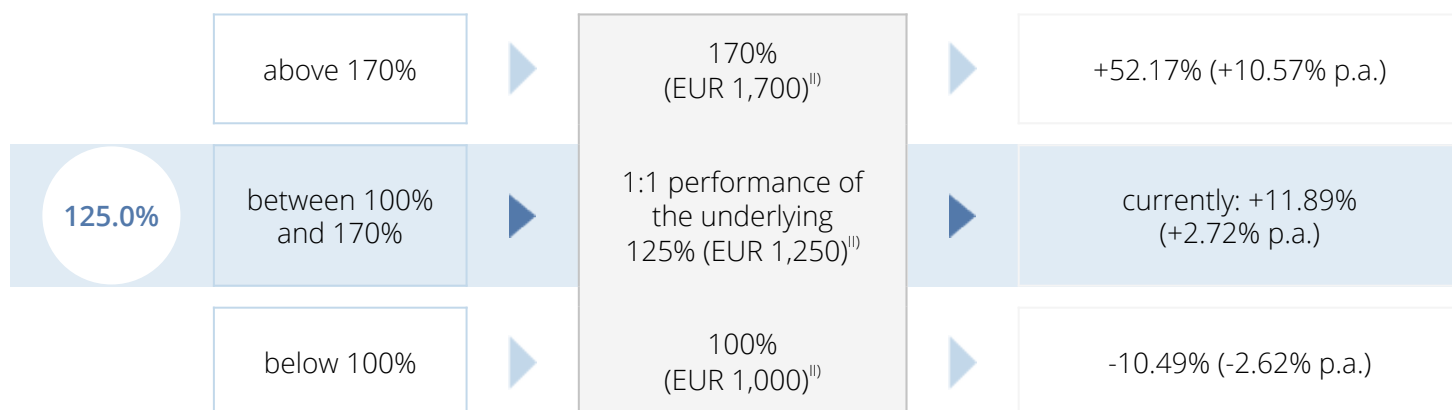 above 170%
170%
(EUR 1,700)ᴵᴵ⁾
+52.17% (+10.57% p.a.)
125.0%
between 100%
and 170%
1:1 performance of
the underlying
125% (EUR 1,250)ᴵᴵ⁾
currently: +11.89%
(+2.72% p.a.)
below 100%
100%
(EUR 1,000)ᴵᴵ⁾
-10.49% (-2.62% p.a.)